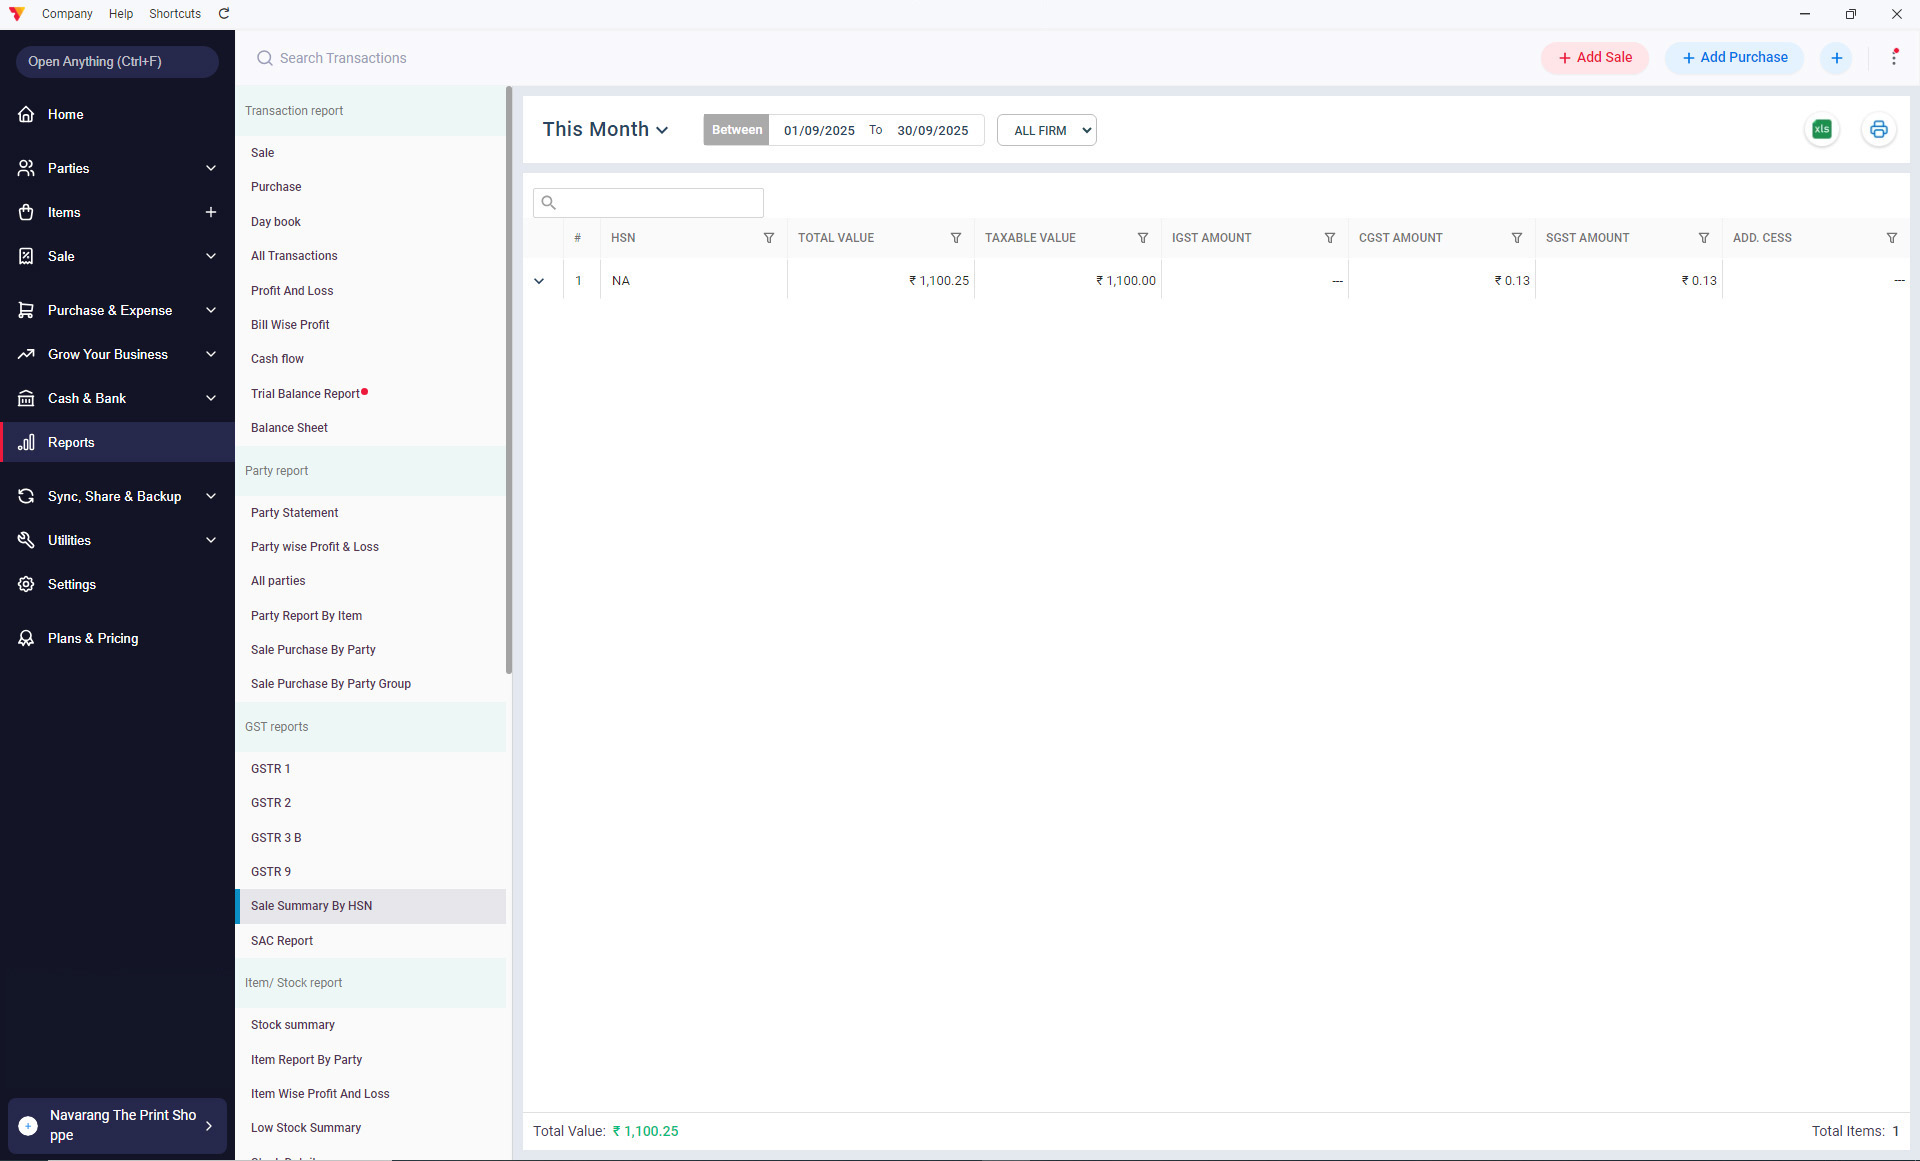 Company Help Shortcuts
Open Anything (Ctrl+F)
Search Transactions
Add Sale
Add Purchase
Home
Parties
Items
Sale
Purchase & Expense
Grow Your Business
Cash & Bank
Reports
Sync, Share & Backup
Utilities
Settings
Plans & Pricing
Navarang The Print Sho
ppe
Transaction report
Sale
Purchase
Day book
All Transactions
Profit And Loss
Bill Wise Profit
Cash flow
Trial Balance Report
Balance Sheet
Party report
Party Statement
Party wise Profit & Loss
All parties
Party Report By Item
Sale Purchase By Party
Sale Purchase By Party Group
GST reports
GSTR 1
GSTR 2
GSTR 3 B
GSTR 9
Sale Summary By HSN
SAC Report
Item/ Stock report
Stock summary
Item Report By Party
Item Wise Profit And Loss
Low Stock Summary
This Month Between 01/09/2025 To 30/09/2025 ALL FIRM xls
# HSN TOTAL VALUE TAXABLE VALUE IGST AMOUNT CGST AMOUNT SGST AMOUNT ADD. CESS
1 NA ₹ 1,100.25 ₹ 1,100.00 --- ₹ 0.13 ₹ 0.13 ---
Total Value: ₹ 1,100.25 Total Items: 1